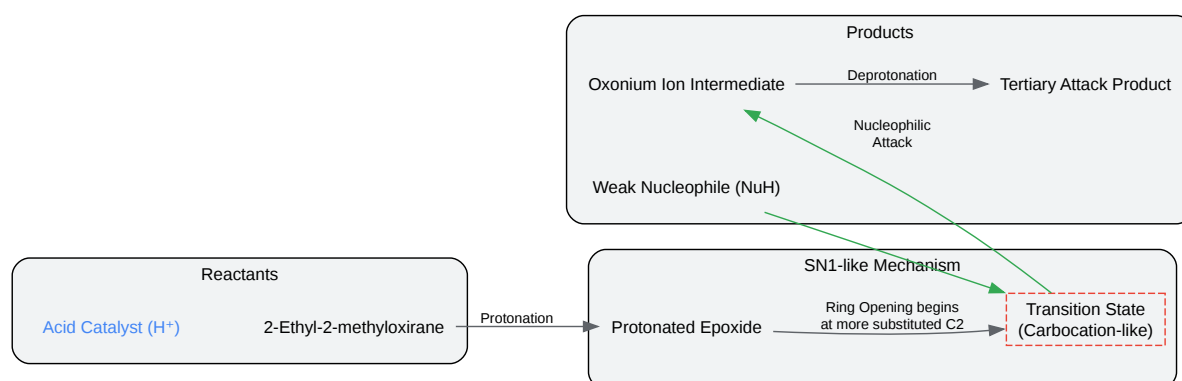 Products
Oxonium Ion Intermediate
Deprotonation
Tertiary Attack Product
Nucleophilic
Attack
Weak Nucleophile (NuH)
Reactants
Acid Catalyst (H⁺)
2-Ethyl-2-methyloxirane
Protonation
SN1-like Mechanism
Protonated Epoxide
Ring Opening begins
at more substituted C2
Transition State
(Carbocation-like)